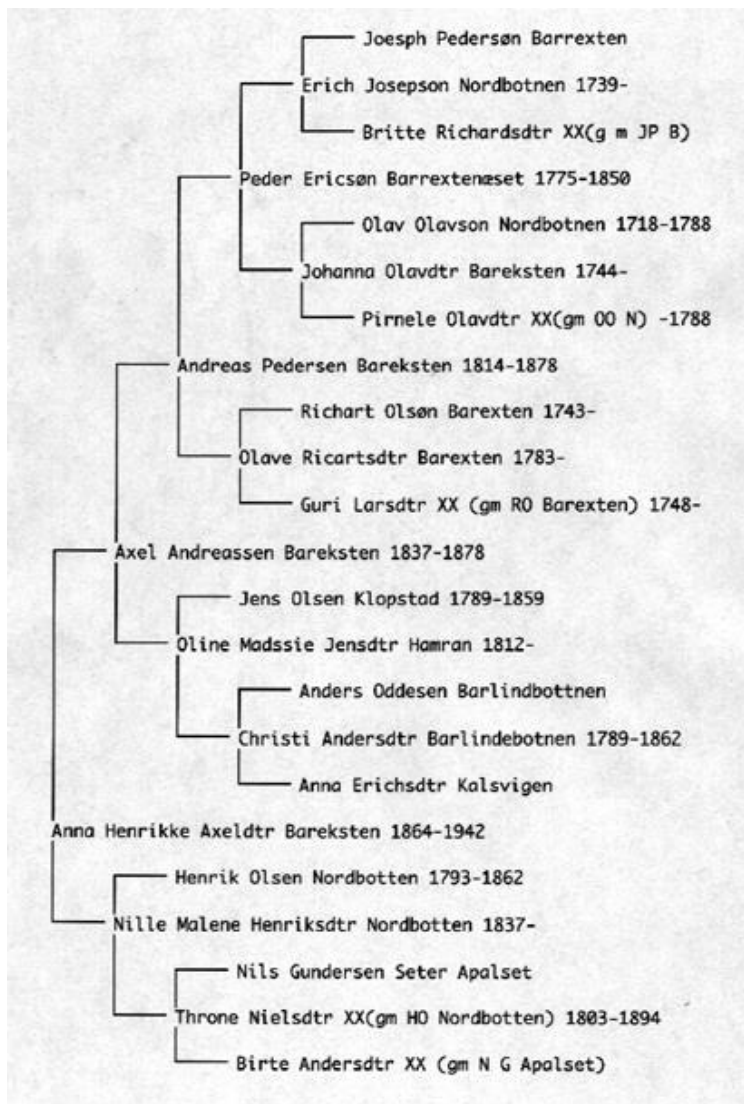 Joesph Pedersøn Barrexten
Erich Josepson Nordbotnen 1739-
Britte Richardsdtr XX(g m JP B)
Peder Ericsøn Barrextenæset 1775-1850
Olav Olavson Nordbotnen 1718-1788
Johanna Olavdtr Bareksten 1744-
Pirnele Olavdtr XX(gm OO N) -1788
Andreas Pedersen Bareksten 1814-1878
Richart Olsøn Barexten 1743-
Olave Ricartsdtr Barexten 1783-
Guri Larsdtr XX (gm RO Barexten) 1748-
Axel Andreassen Bareksten 1837-1878
Jens Olsen Klopstad 1789-1859
Oline Madssie Jensdtr Hamran 1812-
Anders Oddesen Barlindbottnen
Christi Andersdtr Barlindebotnen 1789-1862
Anna Erichsdtr Kalsvigen
Anna Henrikke Axeldtr Bareksten 1864-1942
Henrik Olsen Nordbotten 1793-1862
Nille Malene Henriksdtr Nordbotten 1837-
Nils Gundersen Seter Apalset
Throne Nielsdtr XX(gm HO Nordbotten) 1803-1894
Birte Andersdtr XX (gm N G Apalset)